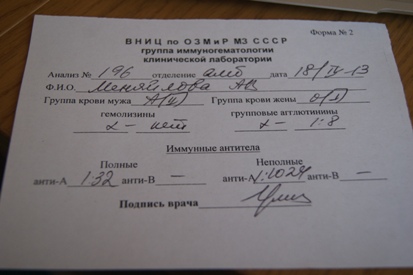 Форма № 2
ВНИЦ по ОЗМиР МЗ СССР
группа иммуногематологии
клинической лаборатории
Анализ № 196 отделение амб дата 18/IV-13
Ф.И.О. Меняйлова АВ
Группа крови мужа А(II) Группа крови жены О(I)
гемолизины групповые агглютинины
α - нет α - 1:8
Иммунные антитела
Полные Неполные
анти-А 1:32 анти-В — анти-А 1:1024 анти-В —
Подпись врача